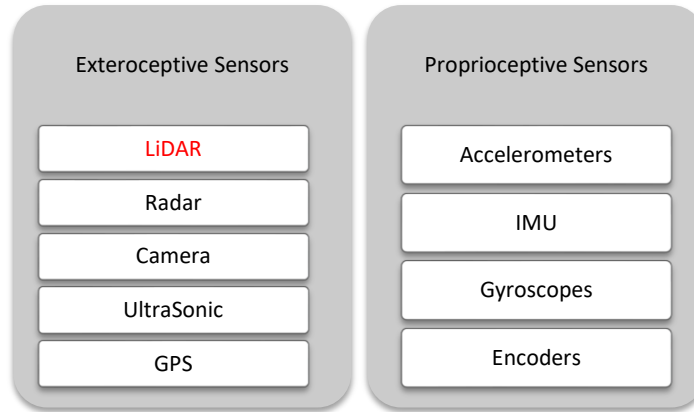 Exteroceptive Sensors
LiDAR
Radar
Camera
UltraSonic
GPS
Proprioceptive Sensors
Accelerometers
IMU
Gyroscopes
Encoders